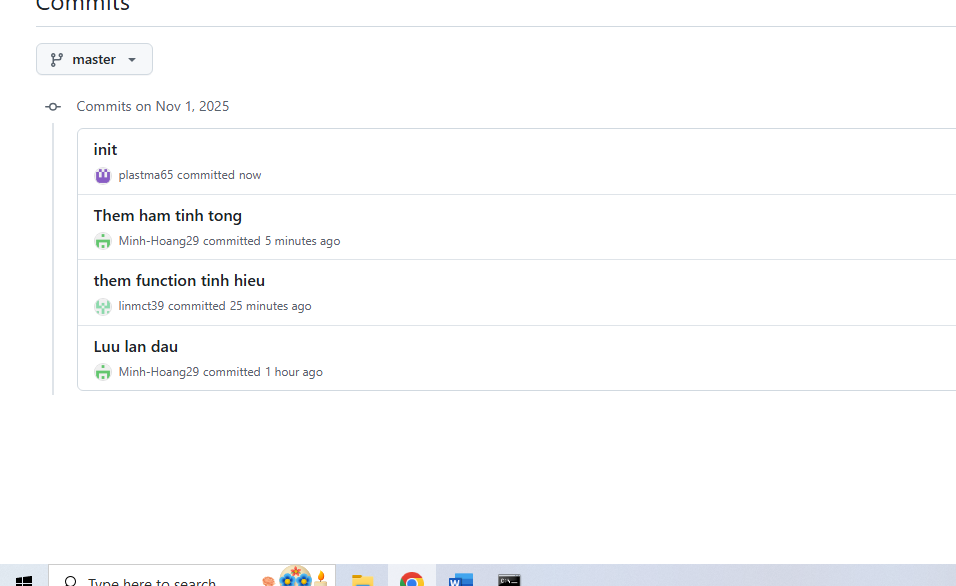 Commits
master
Commits on Nov 1, 2025
init
plastma65 committed now
Them ham tinh tong
Minh-Hoang29 committed 5 minutes ago
them function tinh hieu
linmct39 committed 25 minutes ago
Luu lan dau
Minh-Hoang29 committed 1 hour ago
Type here to search